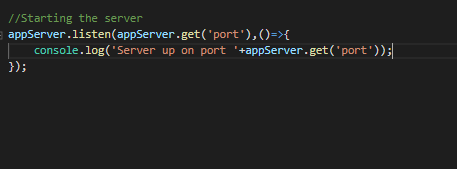 //Starting the server
appServer.listen(appServer.get('port'),()=>{
    console.log('Server up on port '+appServer.get('port'));
});